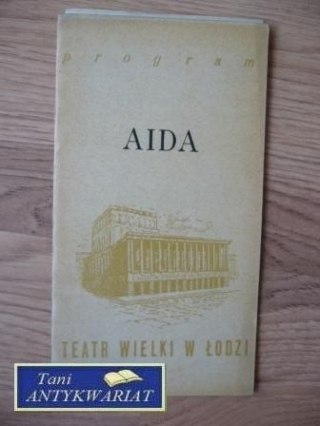 program
AIDA
TEATR WIELKI W ŁODZI
Tani
ANTYKWARIAT